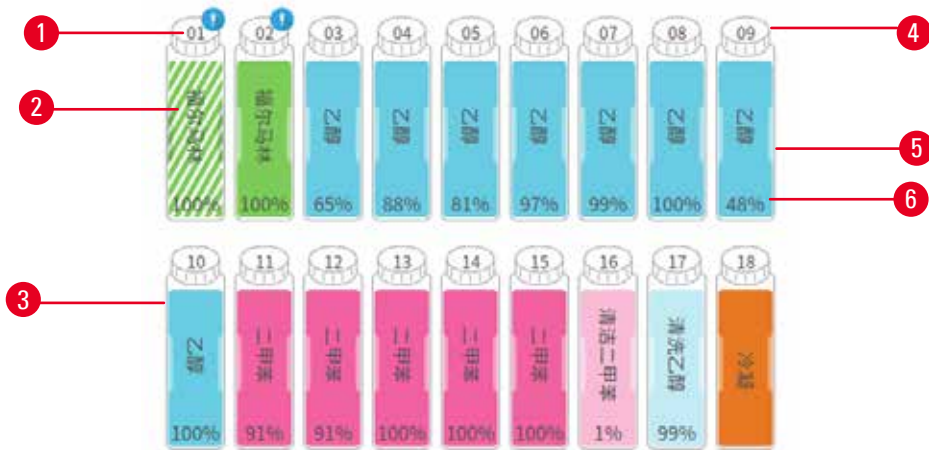 01 02 03 04 05 06 07 08 09
福尔马林 福尔马林 乙醇 乙醇 乙醇 乙醇 乙醇 乙醇 乙醇
100% 100% 65% 88% 81% 97% 99% 100% 48%
10 11 12 13 14 15 16 17 18
乙醇 二甲苯 二甲苯 二甲苯 二甲苯 二甲苯 清洁二甲苯 清洗乙醇 冷凝
100% 91% 91% 100% 100% 100% 1% 99%
1
2
3
4
5
6